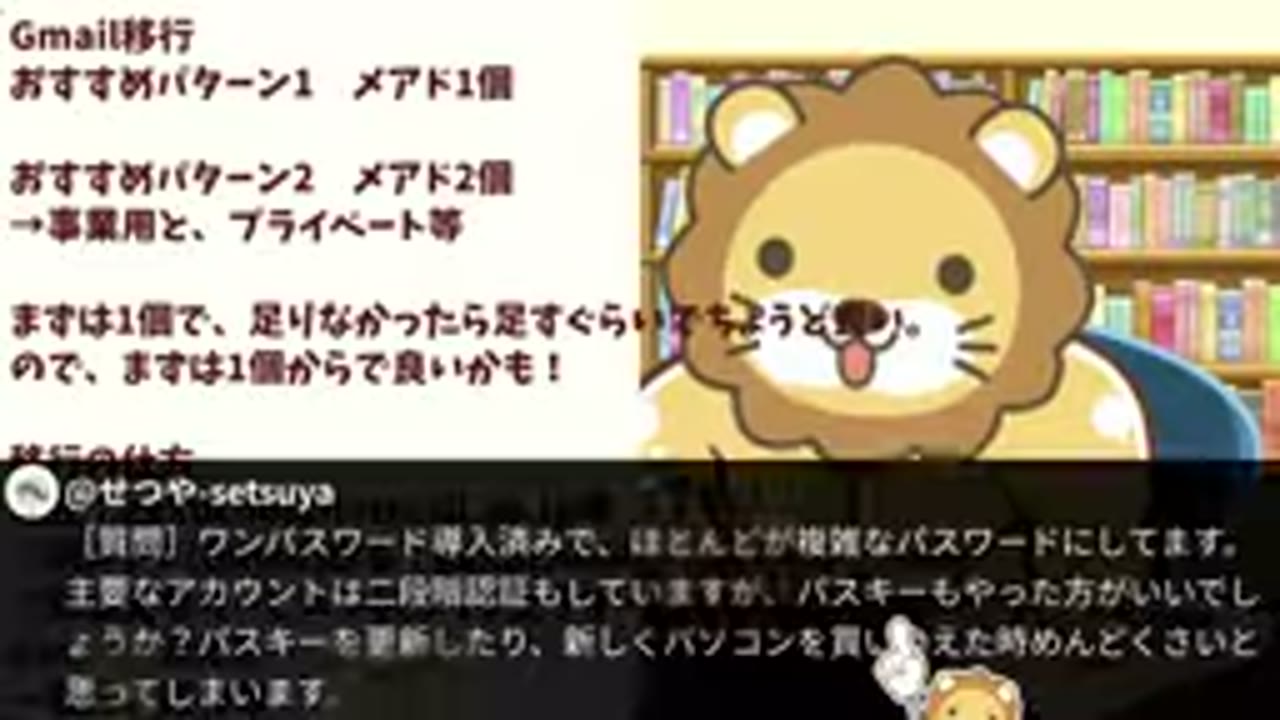 Gmail移行
おすすめパターン1　メアド1個
おすすめパターン2　メアド2個
→事業用と、プライベート等
まずは1個で、足りなかったら足すぐらいでちょうど良い。
ので、まずは1個からで良いかも！
移行の仕方
@せつや-setsuya
［質問］ワンパスワード導入済みで、ほとんどが複雑なパスワードにしてます。
主要なアカウントは二段階認証もしていますが、パスキーもやった方がいいでし
ょうか？パスキーを更新したり、新しくパソコンを買い換えた時めんどくさいと
思ってしまいます。